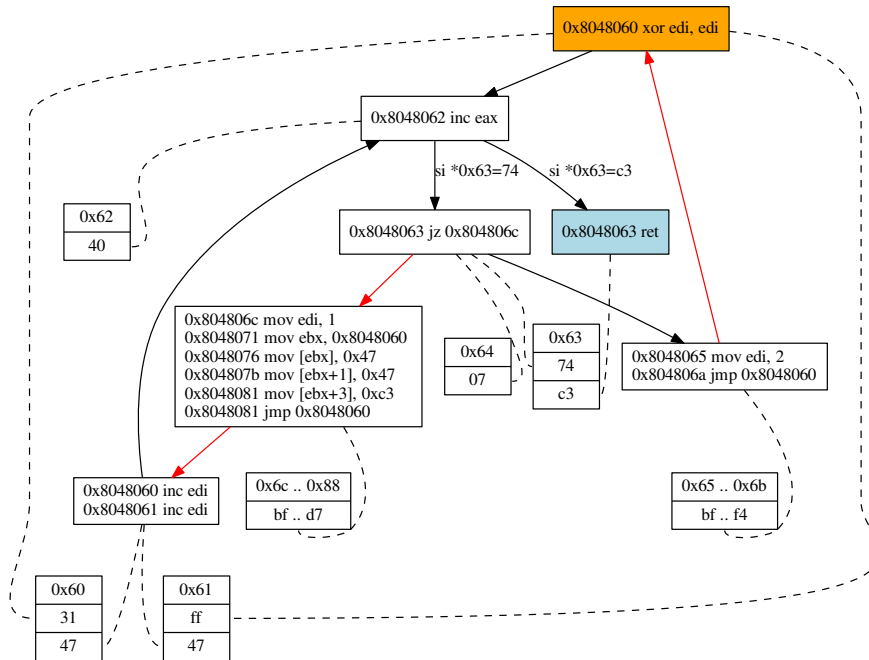 0x8048060 xor edi, edi
0x8048062 inc eax
si *0x63=74
si *0x63=c3
0x62
40
0x8048063 jz 0x804806c
0x8048063 ret
0x804806c mov edi, 1
0x8048071 mov ebx, 0x8048060
0x8048076 mov [ebx], 0x47
0x804807b mov [ebx+1], 0x47
0x8048081 mov [ebx+3], 0xc3
0x8048081 jmp 0x8048060
0x64
07
0x63
74
c3
0x8048065 mov edi, 2
0x804806a jmp 0x8048060
0x8048060 inc edi
0x8048061 inc edi
0x6c .. 0x88
bf .. d7
0x65 .. 0x6b
bf .. f4
0x60
31
47
0x61
ff
47